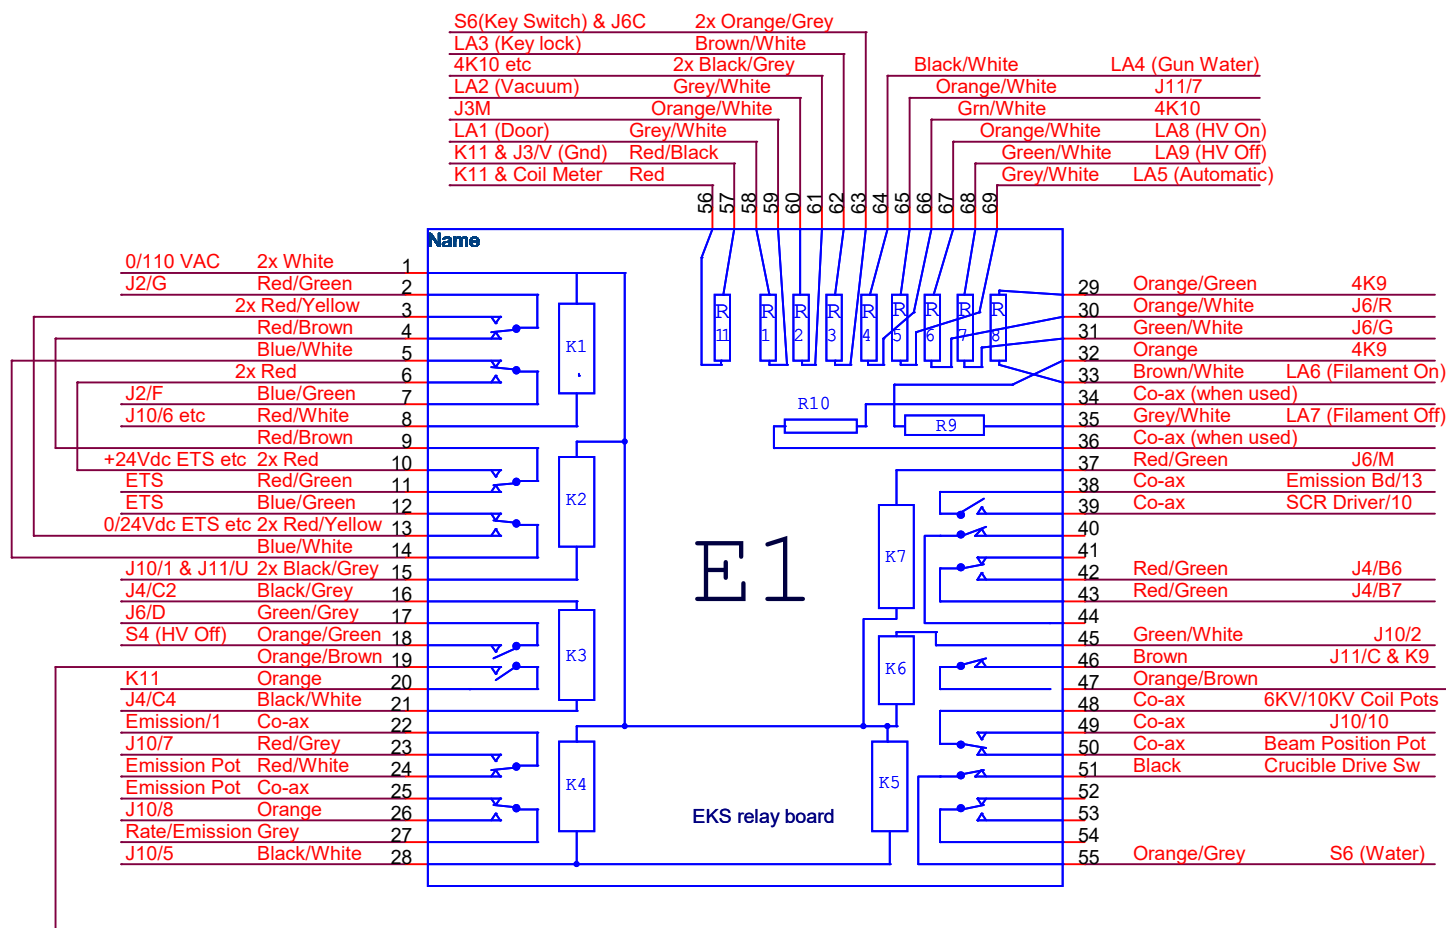 S6(Key Switch) & J6C 2x Orange/Grey
LA3 (Key lock) Brown/White
4K10 etc 2x Black/Grey
LA2 (Vacuum) Grey/White
J3M Orange/White
LA1 (Door) Grey/White
K11 & J3/V (Gnd) Red/Black
K11 & Coil Meter Red
Black/White LA4 (Gun Water)
Orange/White J11/7
Grn/White 4K10
Orange/White LA8 (HV On)
Green/White LA9 (HV Off)
Grey/White LA5 (Automatic)
56 57 58 59 60 61 62 63 64 65 66 67 68 69
Name
0/110 VAC 2x White 1
J2/G Red/Green 2
2x Red/Yellow 3
Red/Brown 4
Blue/White 5
2x Red 6
J2/F Blue/Green 7
J10/6 etc Red/White 8
Red/Brown 9
+24Vdc ETS etc 2x Red 10
ETS Red/Green 11
ETS Blue/Green 12
0/24Vdc ETS etc 2x Red/Yellow 13
Blue/White 14
J10/1 & J11/U 2x Black/Grey 15
J4/C2 Black/Grey 16
J6/D Green/Grey 17
S4 (HV Off) Orange/Green 18
Orange/Brown 19
K11 Orange 20
J4/C4 Black/White 21
Emission/1 Co-ax 22
J10/7 Red/Grey 23
Emission Pot Red/White 24
Emission Pot Co-ax 25
J10/8 Orange 26
Rate/Emission Grey 27
J10/5 Black/White 28
K1
K2
K3
K4
R11 R1 R2 R3 R4 R5 R6 R7 R8
R10
R9
E1
K7
K6
K5
EKS relay board
29 Orange/Green 4K9
30 Orange/White J6/R
31 Green/White J6/G
32 Orange 4K9
33 Brown/White LA6 (Filament On)
34 Co-ax (when used)
35 Grey/White LA7 (Filament Off)
36 Co-ax (when used)
37 Red/Green J6/M
38 Co-ax Emission Bd/13
39 Co-ax SCR Driver/10
40
41
42 Red/Green J4/B6
43 Red/Green J4/B7
44
45 Green/White J10/2
46 Brown J11/C & K9
47 Orange/Brown
48 Co-ax 6KV/10KV Coil Pots
49 Co-ax J10/10
50 Co-ax Beam Position Pot
51 Black Crucible Drive Sw
52
53
54
55 Orange/Grey S6 (Water)